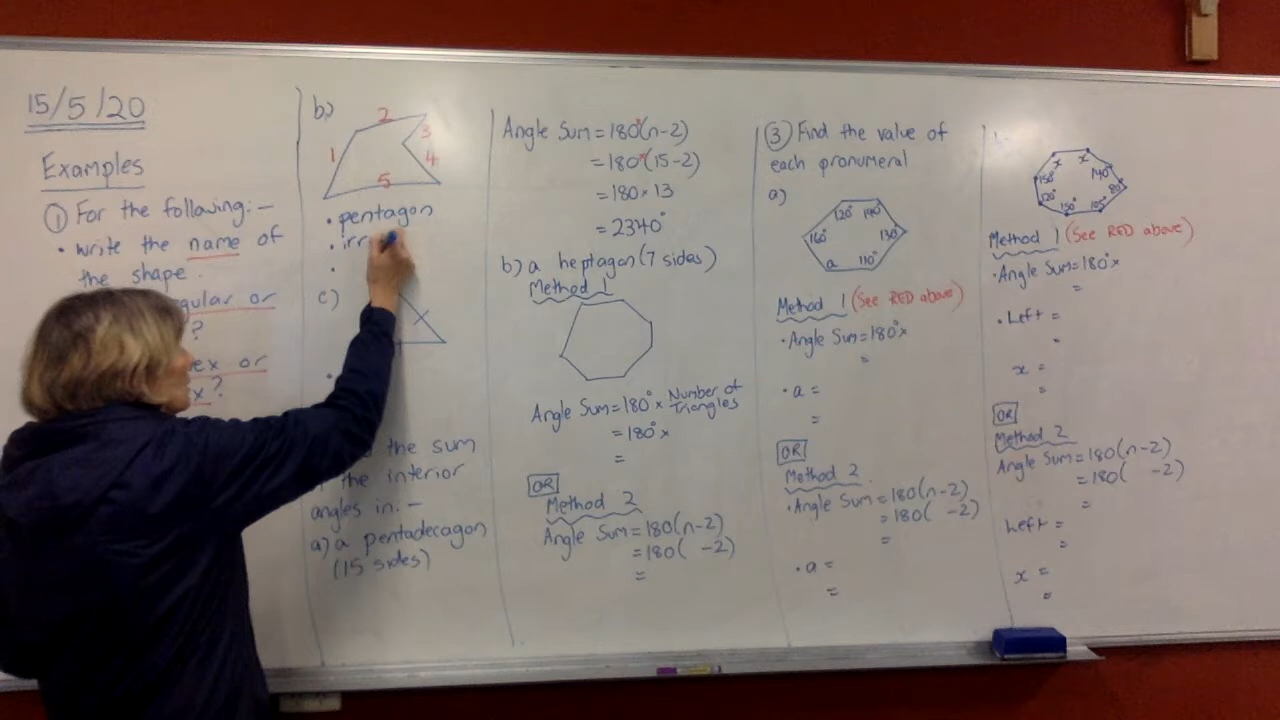 15/5/20
Examples
① For the following:-
• write the name of
the shape.
gular or
?
ex or
x?
b)
2
3
1
4
5
• pentagon
• irr
•
c)
•
the sum
the interior
angles in:-
a) a pentadecagon
(15 sides)
Angle Sum = 180°(n-2)
= 180°(15-2)
= 180 × 13
= 2340°
b) a heptagon (7 sides)
Method 1
Angle Sum = 180° × Number of
Triangles
= 180° ×
=
OR
Method 2
Angle Sum = 180(n-2)
= 180( -2)
=
③ Find the value of
each pronumeral
a)
120° 140°
160° 130°
a 110°
Method 1 (See RED above)
• Angle Sum = 180° ×
=
• a =
=
OR
Method 2
• Angle Sum = 180(n-2)
= 180( -2)
=
• a =
=
x x
150° 140°
80°
120° 150°
Method 1 (See RED above)
• Angle Sum = 180° ×
=
• Left =
=
x =
=
OR
Method 2
Angle Sum = 180(n-2)
= 180( -2)
=
Left =
=
x =
=